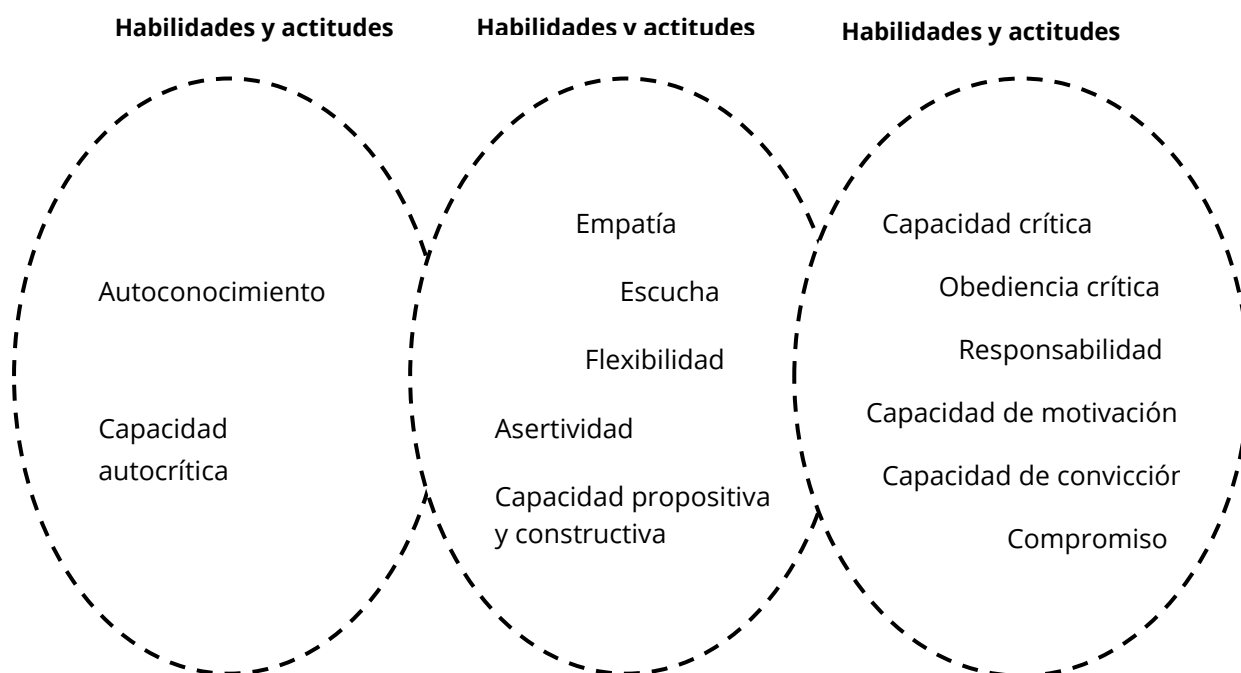 Habilidades y actitudes
Habilidades y actitudes
Habilidades y actitudes
Autoconocimiento
Capacidad
autocrítica
Empatía
Escucha
Flexibilidad
Asertividad
Capacidad propositiva
y constructiva
Capacidad crítica
Obediencia crítica
Responsabilidad
Capacidad de motivación
Capacidad de convicción
Compromiso